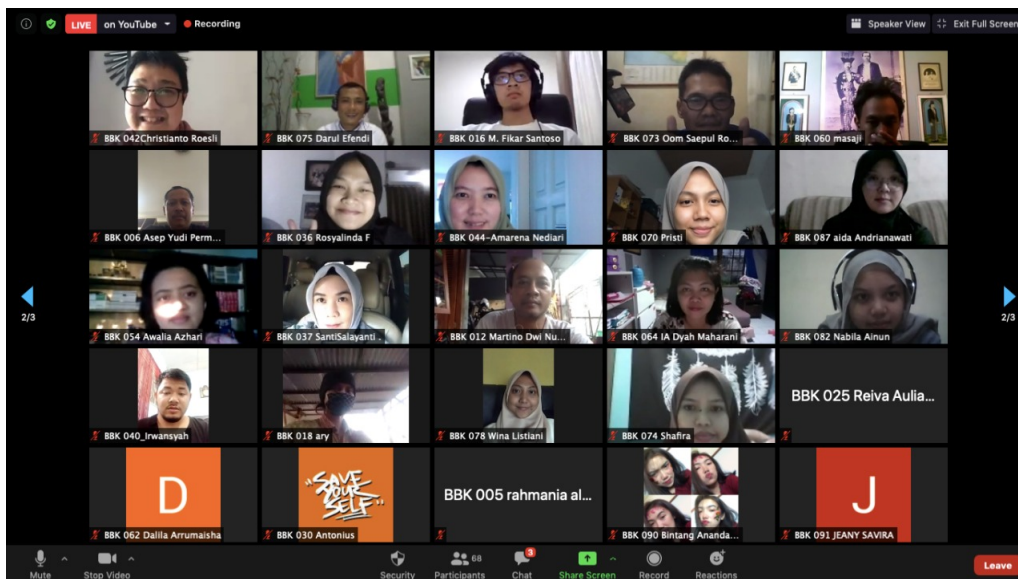 LIVE on YouTube Recording Speaker View Exit Full Screen
BBK 042Christianto Roesli
BBK 075 Darul Efendi
BBK 016 M. Fikar Santoso
BBK 073 Oom Saepul Ro...
BBK 060 masaji
BBK 006 Asep Yudi Perm...
BBK 036 Rosyalinda F
BBK 044-Amarena Nediari
BBK 070 Pristi
BBK 087 aida Andrianawati
2/3
2/3
BBK 054 Awalia Azhari
BBK 037 SantiSalayanti .
BBK 012 Martino Dwi Nu...
BBK 064 IA Dyah Maharani
BBK 082 Nabila Ainun
BBK 040_Irwansyah
BBK 018 ary
BBK 078 Wina Listiani
BBK 074 Shafira
BBK 025 Reiva Aulia...
D
BBK 062 Dalila Arrumaisha
"SAVE
YOUR
SELF"
BBK 030 Antonius
BBK 005 rahmania al...
BBK 090 Bintang Ananda...
J
BBK 091 JEANY SAVIRA
Mute
Stop Video
Security
68
Participants
3
Chat
Share Screen
Record
Reactions
Leave